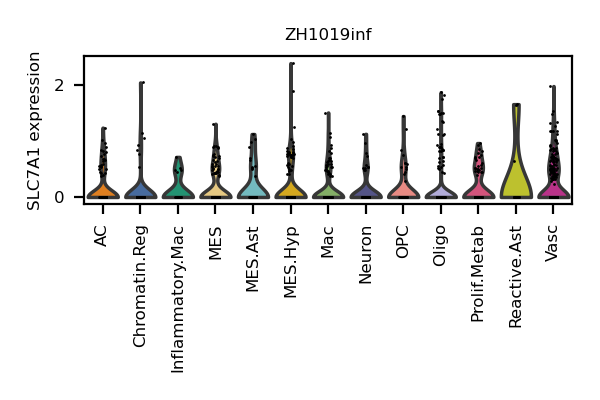 ZH1019inf
SLC7A1 expression
2
0
AC
Chromatin.Reg
Inflammatory.Mac
MES
MES.Ast
MES.Hyp
Mac
Neuron
OPC
Oligo
Prolif.Metab
Reactive.Ast
Vasc